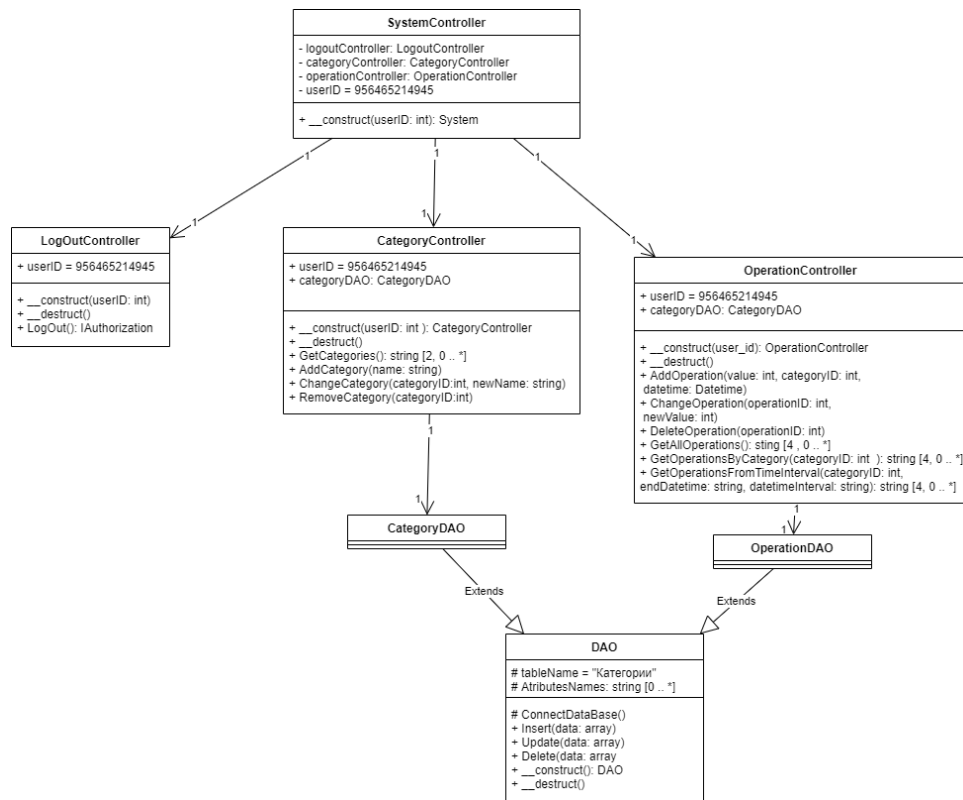 SystemController
- logoutController: LogoutController
- categoryController: CategoryController
- operationController: OperationController
- userID = 956465214945
+ __construct(userID: int): System
1
1
1
1
1
1
LogOutController
+ userID = 956465214945
+ __construct(userID: int)
+ __destruct()
+ LogOut(): IAuthorization
CategoryController
+ userID = 956465214945
+ categoryDAO: CategoryDAO
+ __construct(userID: int ): CategoryController
+ __destruct()
+ GetCategories(): string [2, 0 .. *]
+ AddCategory(name: string)
+ ChangeCategory(categoryID:int, newName: string)
+ RemoveCategory(categoryID:int)
OperationController
+ userID = 956465214945
+ categoryDAO: CategoryDAO
+ __construct(user_id): OperationController
+ __destruct()
+ AddOperation(value: int, categoryID: int,
datetime: Datetime)
+ ChangeOperation(operationID: int,
newValue: int)
+ DeleteOperation(operationID: int)
+ GetAllOperations(): sting [4 , 0 .. *]
+ GetOperationsByCategory(categoryID: int ): string [4, 0 .. *]
+ GetOperationsFromTimeInterval(categoryID: int,
endDatetime: string, datetimeInterval: string): string [4, 0 .. *]
1
1
1
1
CategoryDAO
OperationDAO
Extends
Extends
DAO
# tableName = "Категории"
# AtributesNames: string [0 .. *]
# ConnectDataBase()
+ Insert(data: array)
+ Update(data: array)
+ Delete(data: array
+ __construct(): DAO
+ __destruct()